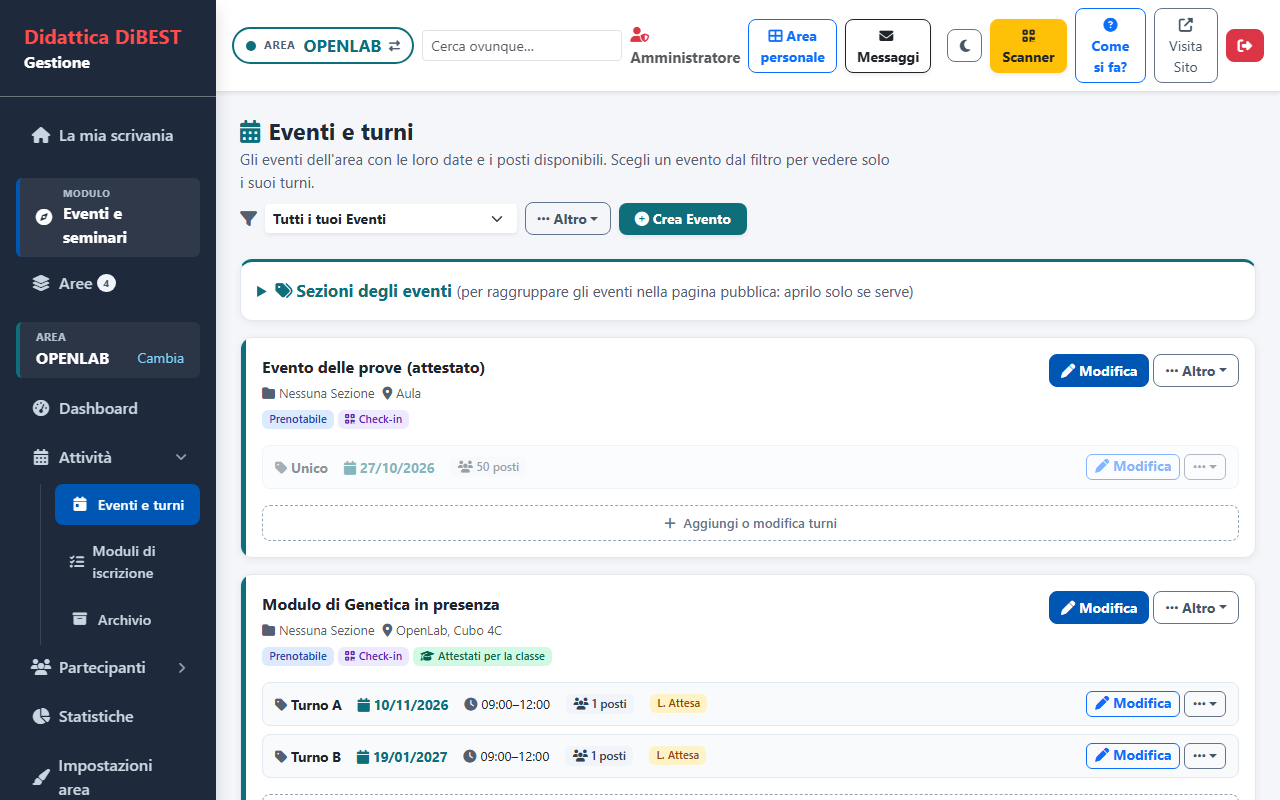 Didattica DiBEST
Gestione
La mia scrivania
MODULO
Eventi e
seminari
Aree 4
AREA
OPENLAB Cambia
Dashboard
Attività
Eventi e turni
Moduli di
iscrizione
Archivio
Partecipanti
Statistiche
Impostazioni
area
AREA OPENLAB
Cerca ovunque...
Amministratore
Area
personale
Messaggi
Scanner
Come
si fa?
Visita
Sito
Eventi e turni
Gli eventi dell'area con le loro date e i posti disponibili. Scegli un evento dal filtro per vedere solo
i suoi turni.
Tutti i tuoi Eventi
Altro
Crea Evento
Sezioni degli eventi (per raggruppare gli eventi nella pagina pubblica: aprilo solo se serve)
Evento delle prove (attestato)
Modifica
Altro
Nessuna Sezione Aula
Prenotabile Check-in
Unico 27/10/2026 50 posti
Modifica
Aggiungi o modifica turni
Modulo di Genetica in presenza
Modifica
Altro
Nessuna Sezione OpenLab, Cubo 4C
Prenotabile Check-in Attestati per la classe
Turno A 10/11/2026 09:00–12:00 1 posti L. Attesa
Modifica
Turno B 19/01/2027 09:00–12:00 1 posti L. Attesa
Modifica